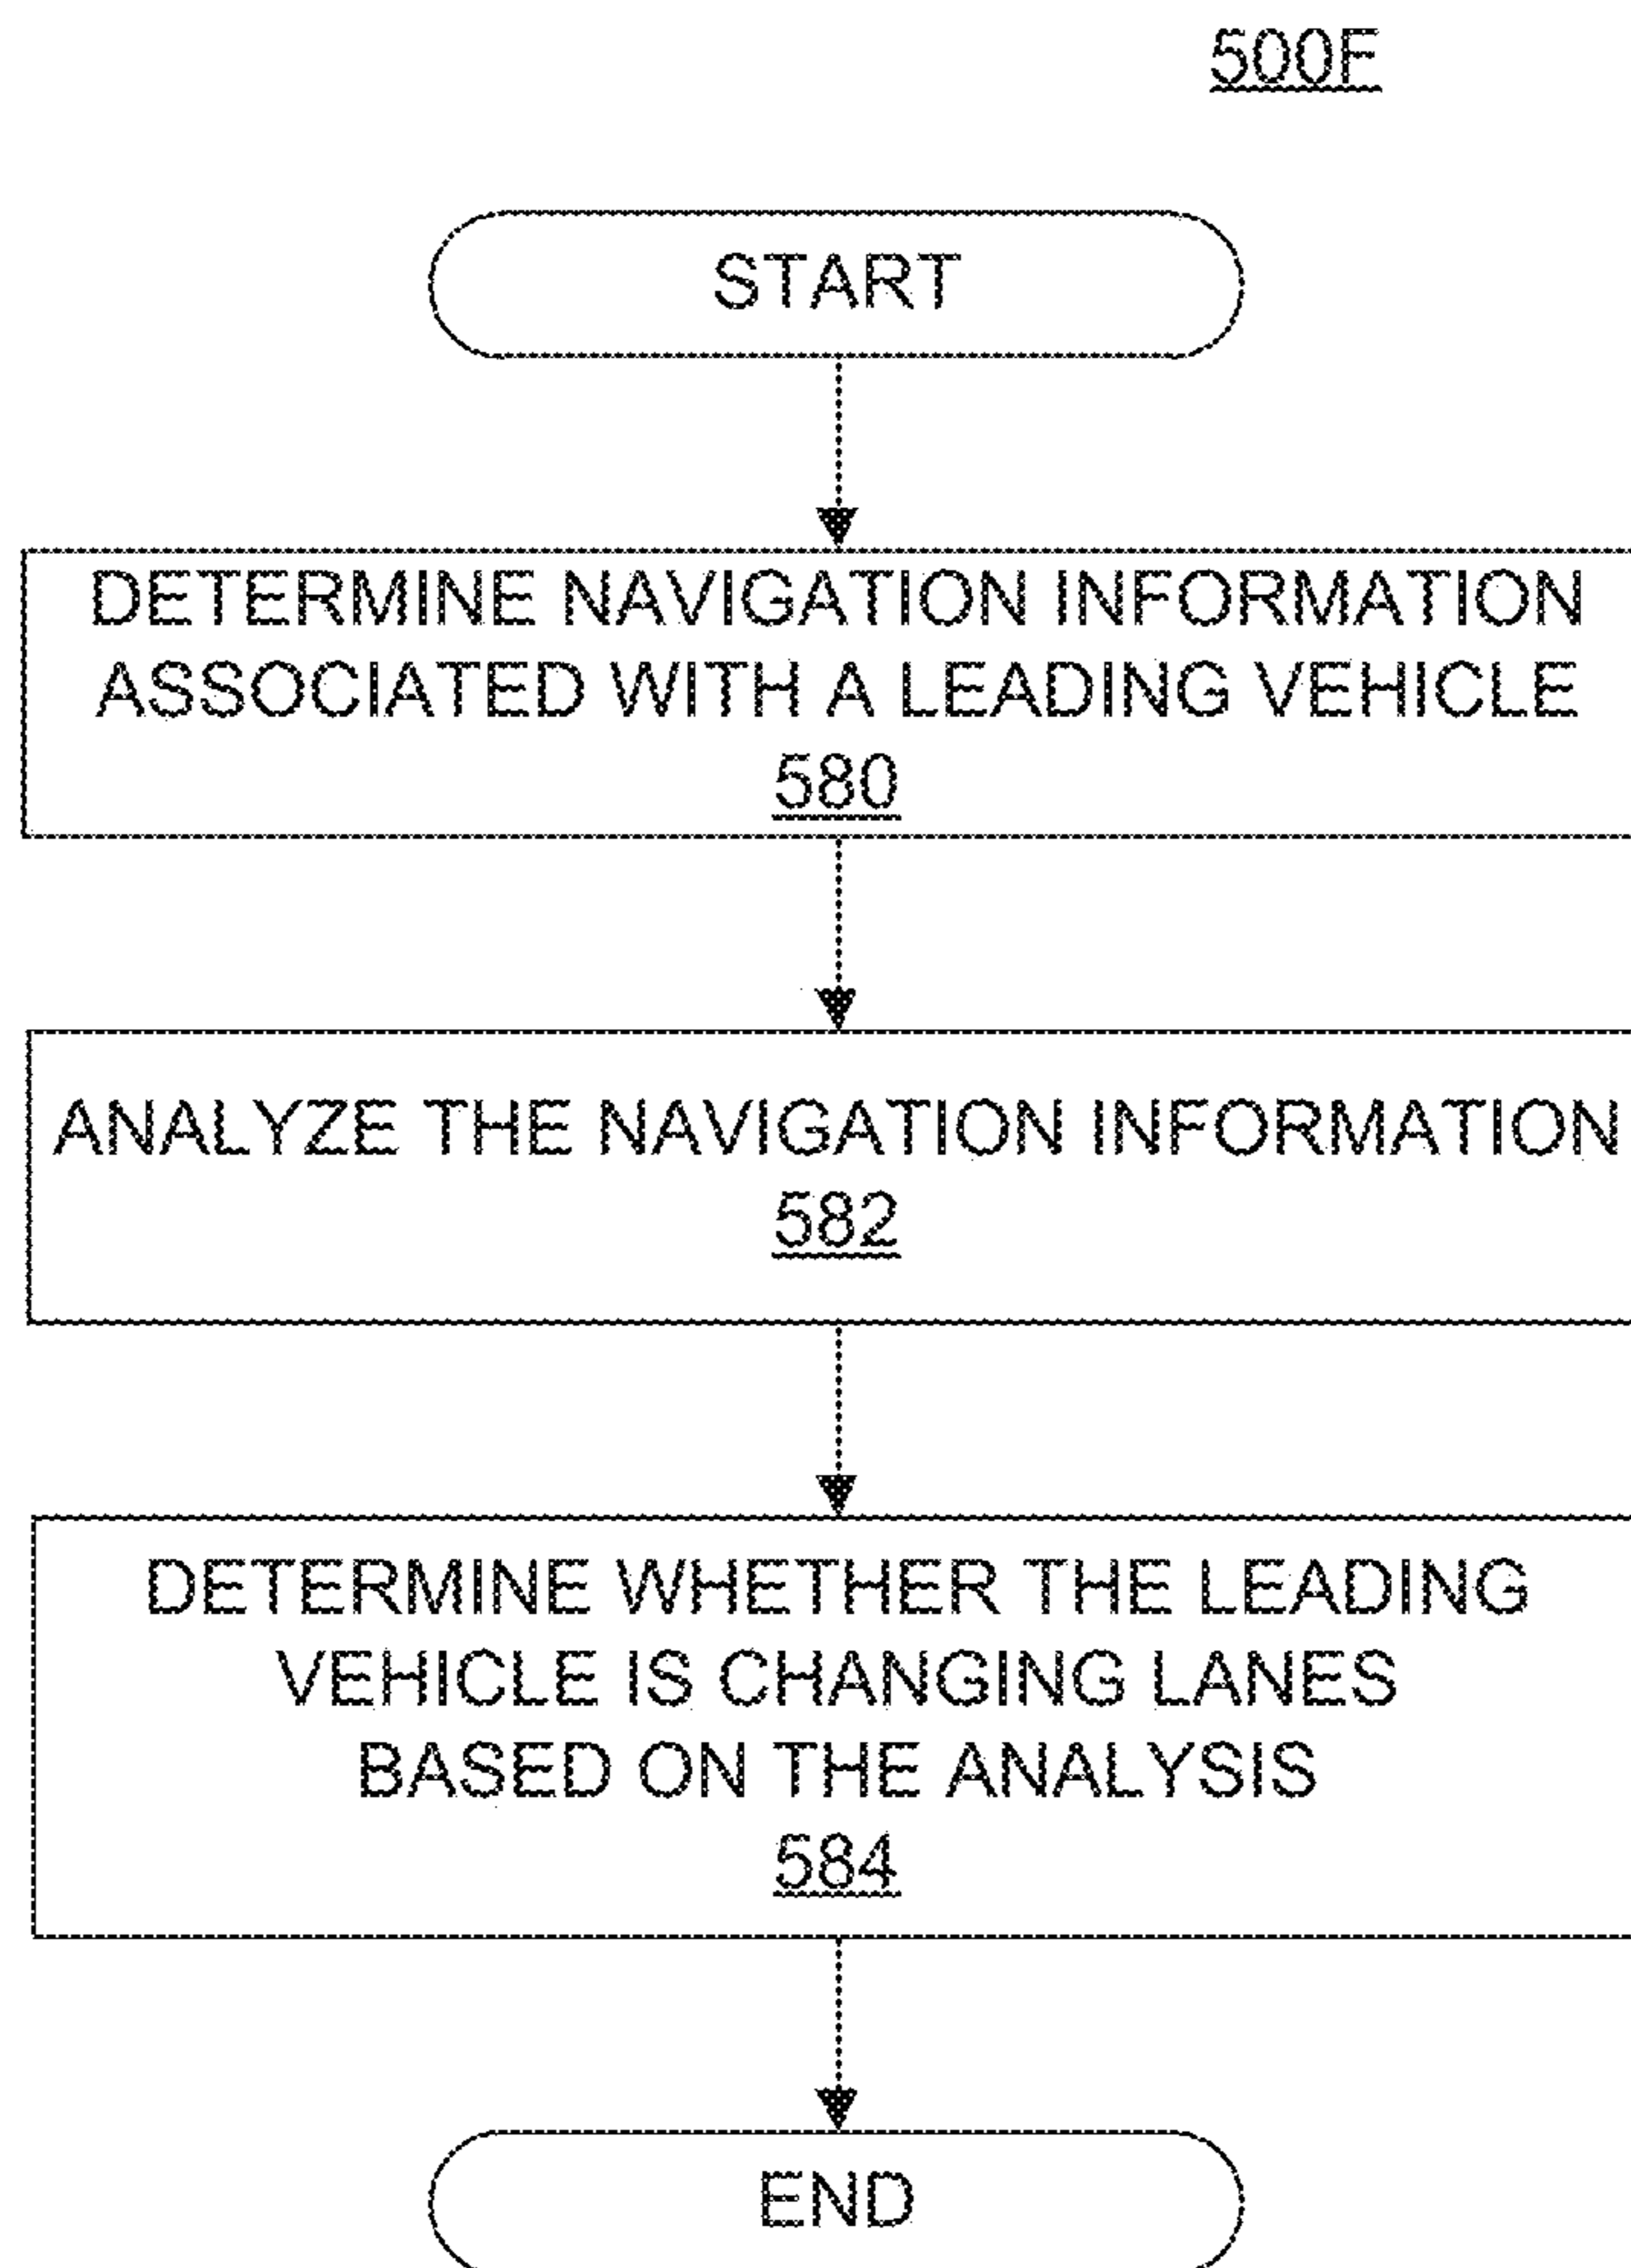 500F
START
DETERMINE NAVIGATION INFORMATION
ASSOCIATED WITH A LEADING VEHICLE
580
ANALYZE THE NAVIGATION INFORMATION
582
DETERMINE WHETHER THE LEADING
VEHICLE IS CHANGING LANES
BASED ON THE ANALYSIS
584
END